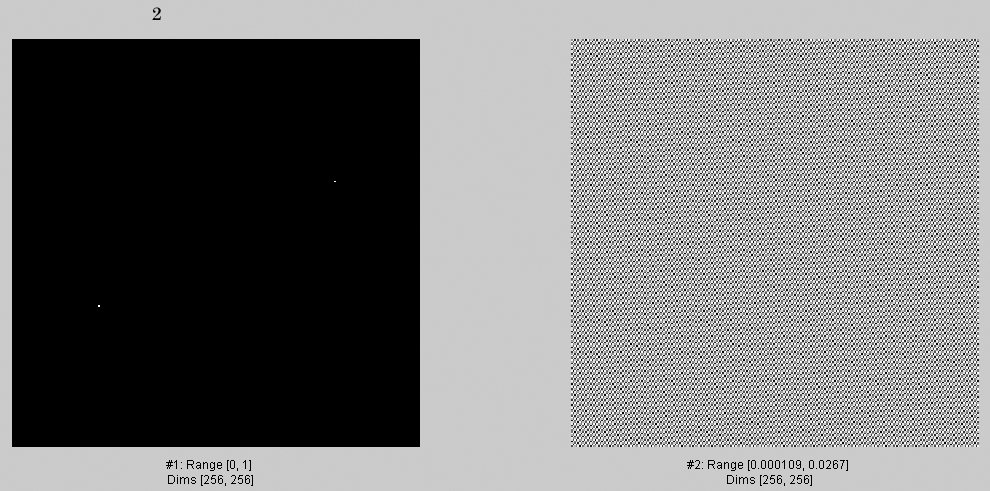 2
#1: Range [0, 1]
Dims [256, 256]
#2: Range [0.000109, 0.0267]
Dims [256, 256]